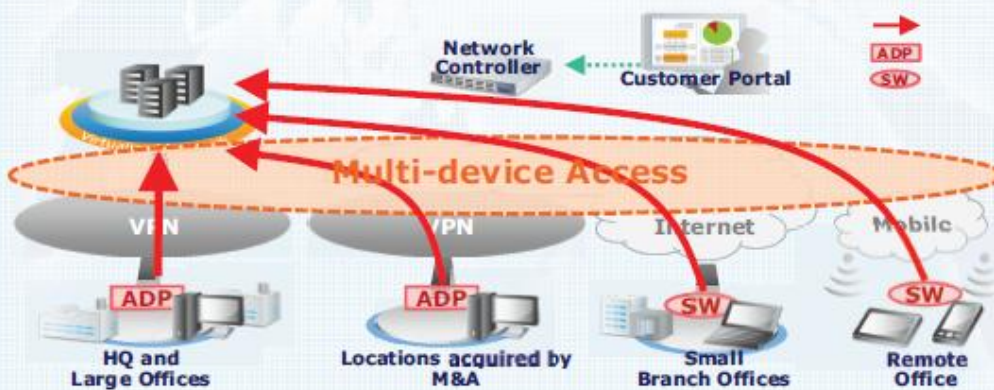 Network
Controller
Customer Portal
ADP
SW
Virtual
Multi-device Access
VPN
VPN
Internet
Mobile
ADP
ADP
SW
SW
HQ and
Large Offices
Locations acquired by
M&A
Small
Branch Offices
Remote
Office